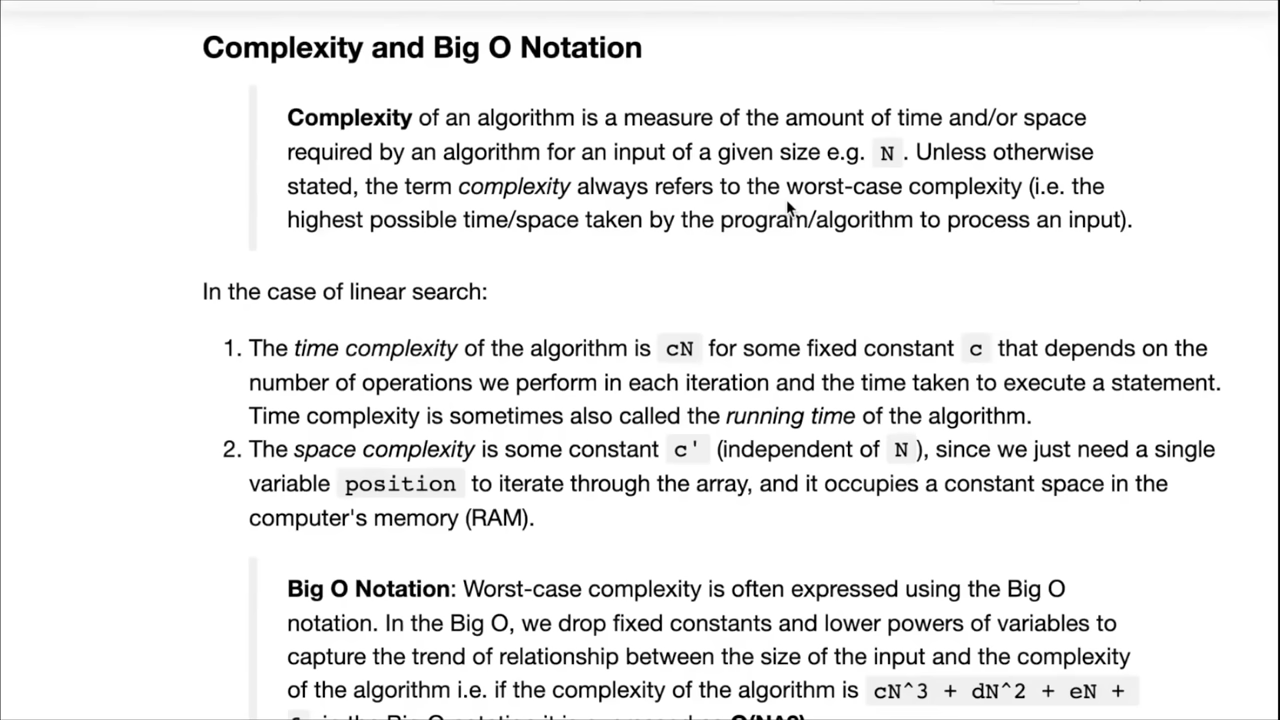 Complexity and Big O Notation
Complexity of an algorithm is a measure of the amount of time and/or space
required by an algorithm for an input of a given size e.g. N . Unless otherwise
stated, the term complexity always refers to the worst-case complexity (i.e. the
highest possible time/space taken by the program/algorithm to process an input).
In the case of linear search:
1. The time complexity of the algorithm is cN for some fixed constant c that depends on the
number of operations we perform in each iteration and the time taken to execute a statement.
Time complexity is sometimes also called the running time of the algorithm.
2. The space complexity is some constant c' (independent of N ), since we just need a single
variable position to iterate through the array, and it occupies a constant space in the
computer's memory (RAM).
Big O Notation: Worst-case complexity is often expressed using the Big O
notation. In the Big O, we drop fixed constants and lower powers of variables to
capture the trend of relationship between the size of the input and the complexity
of the algorithm i.e. if the complexity of the algorithm is cN^3 + dN^2 + eN +
in the Big O notation it is expressed as